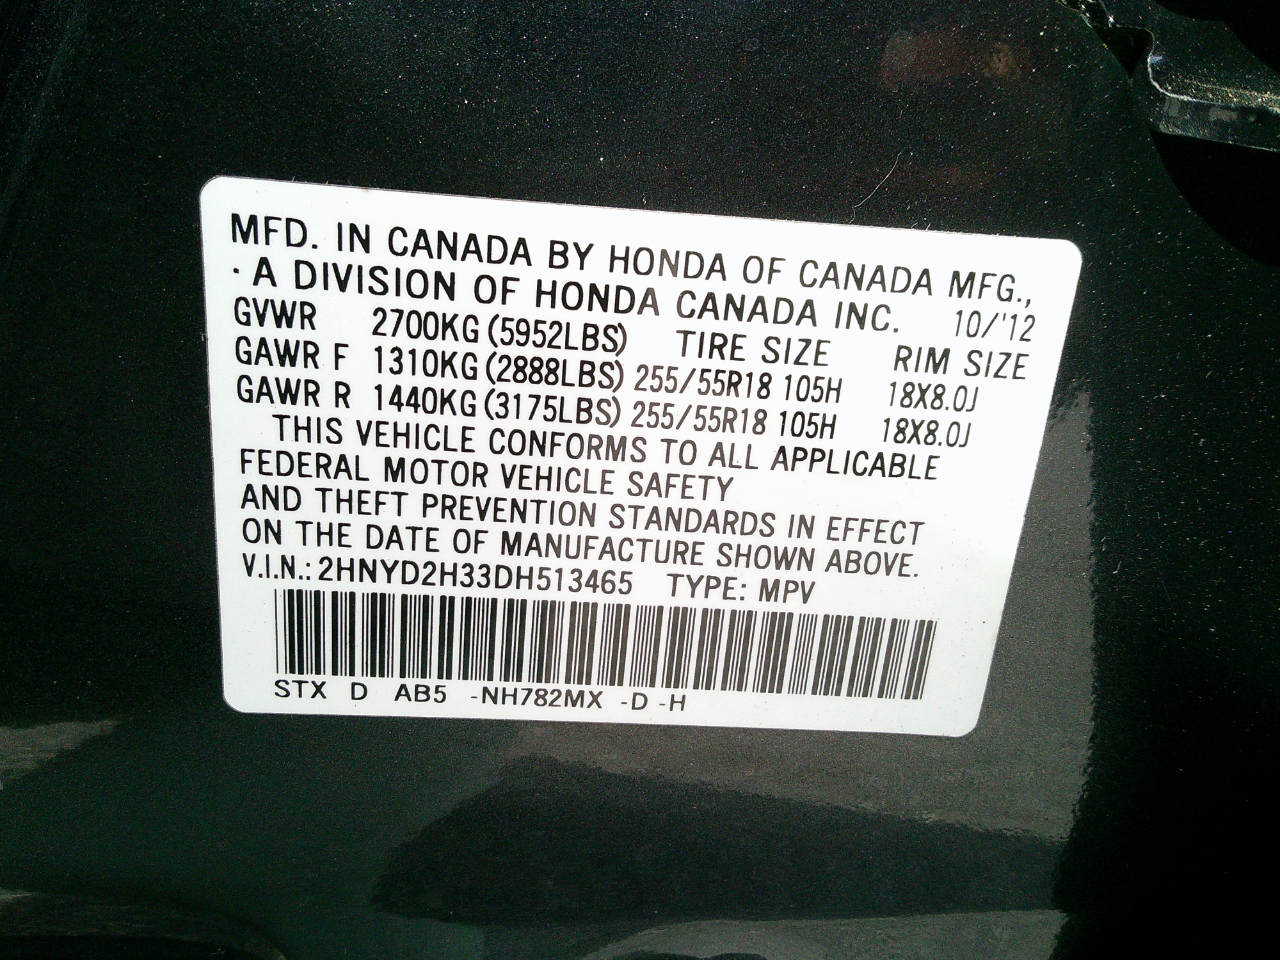 MFD. IN CANADA BY HONDA OF CANADA MFG.,
· A DIVISION OF HONDA CANADA INC. 10/'12
GVWR 2700KG (5952LBS) TIRE SIZE RIM SIZE
GAWR F 1310KG (2888LBS) 255/55R18 105H 18X8.0J
GAWR R 1440KG (3175LBS) 255/55R18 105H 18X8.0J
THIS VEHICLE CONFORMS TO ALL APPLICABLE
FEDERAL MOTOR VEHICLE SAFETY
AND THEFT PREVENTION STANDARDS IN EFFECT
ON THE DATE OF MANUFACTURE SHOWN ABOVE.
V.I.N.: 2HNYD2H33DH513465 TYPE: MPV
STX D AB5 -NH782MX -D -H